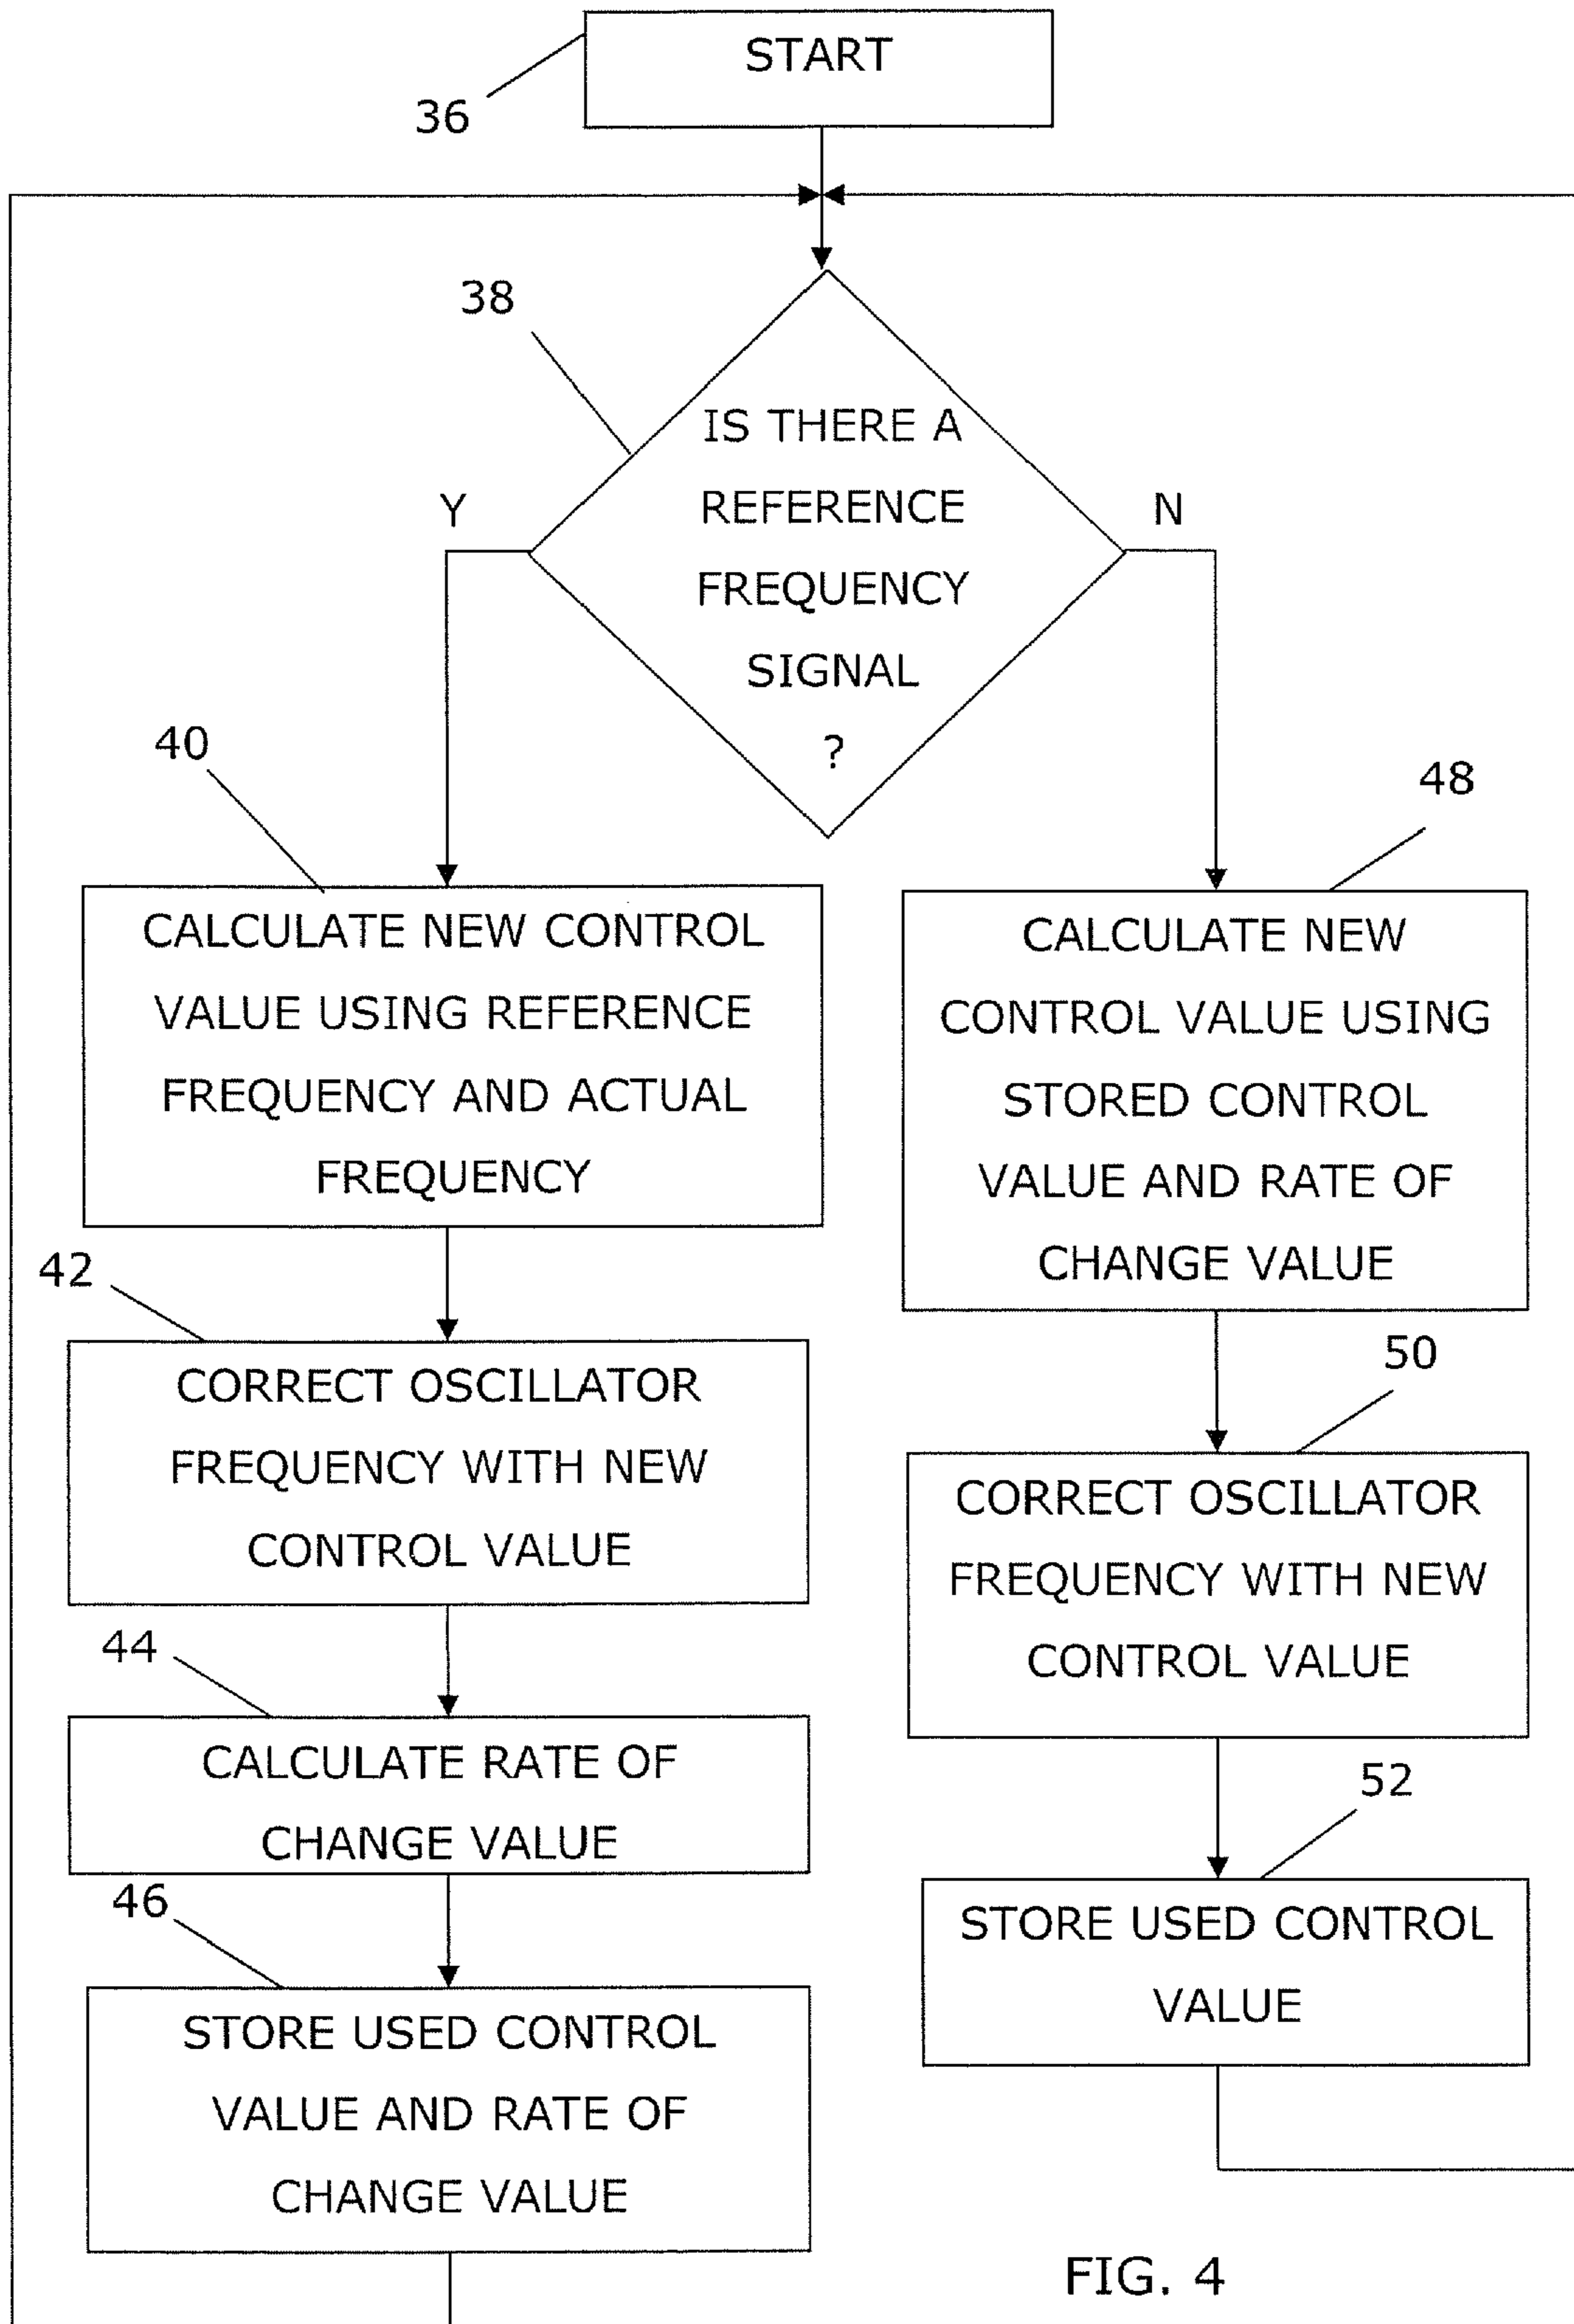 START
36
38
IS THERE A
REFERENCE
FREQUENCY
SIGNAL
?
Y
N
40
CALCULATE NEW CONTROL
VALUE USING REFERENCE
FREQUENCY AND ACTUAL
FREQUENCY
42
CORRECT OSCILLATOR
FREQUENCY WITH NEW
CONTROL VALUE
44
CALCULATE RATE OF
CHANGE VALUE
46
STORE USED CONTROL
VALUE AND RATE OF
CHANGE VALUE
48
CALCULATE NEW
CONTROL VALUE USING
STORED CONTROL
VALUE AND RATE OF
CHANGE VALUE
50
CORRECT OSCILLATOR
FREQUENCY WITH NEW
CONTROL VALUE
52
STORE USED CONTROL
VALUE
FIG. 4